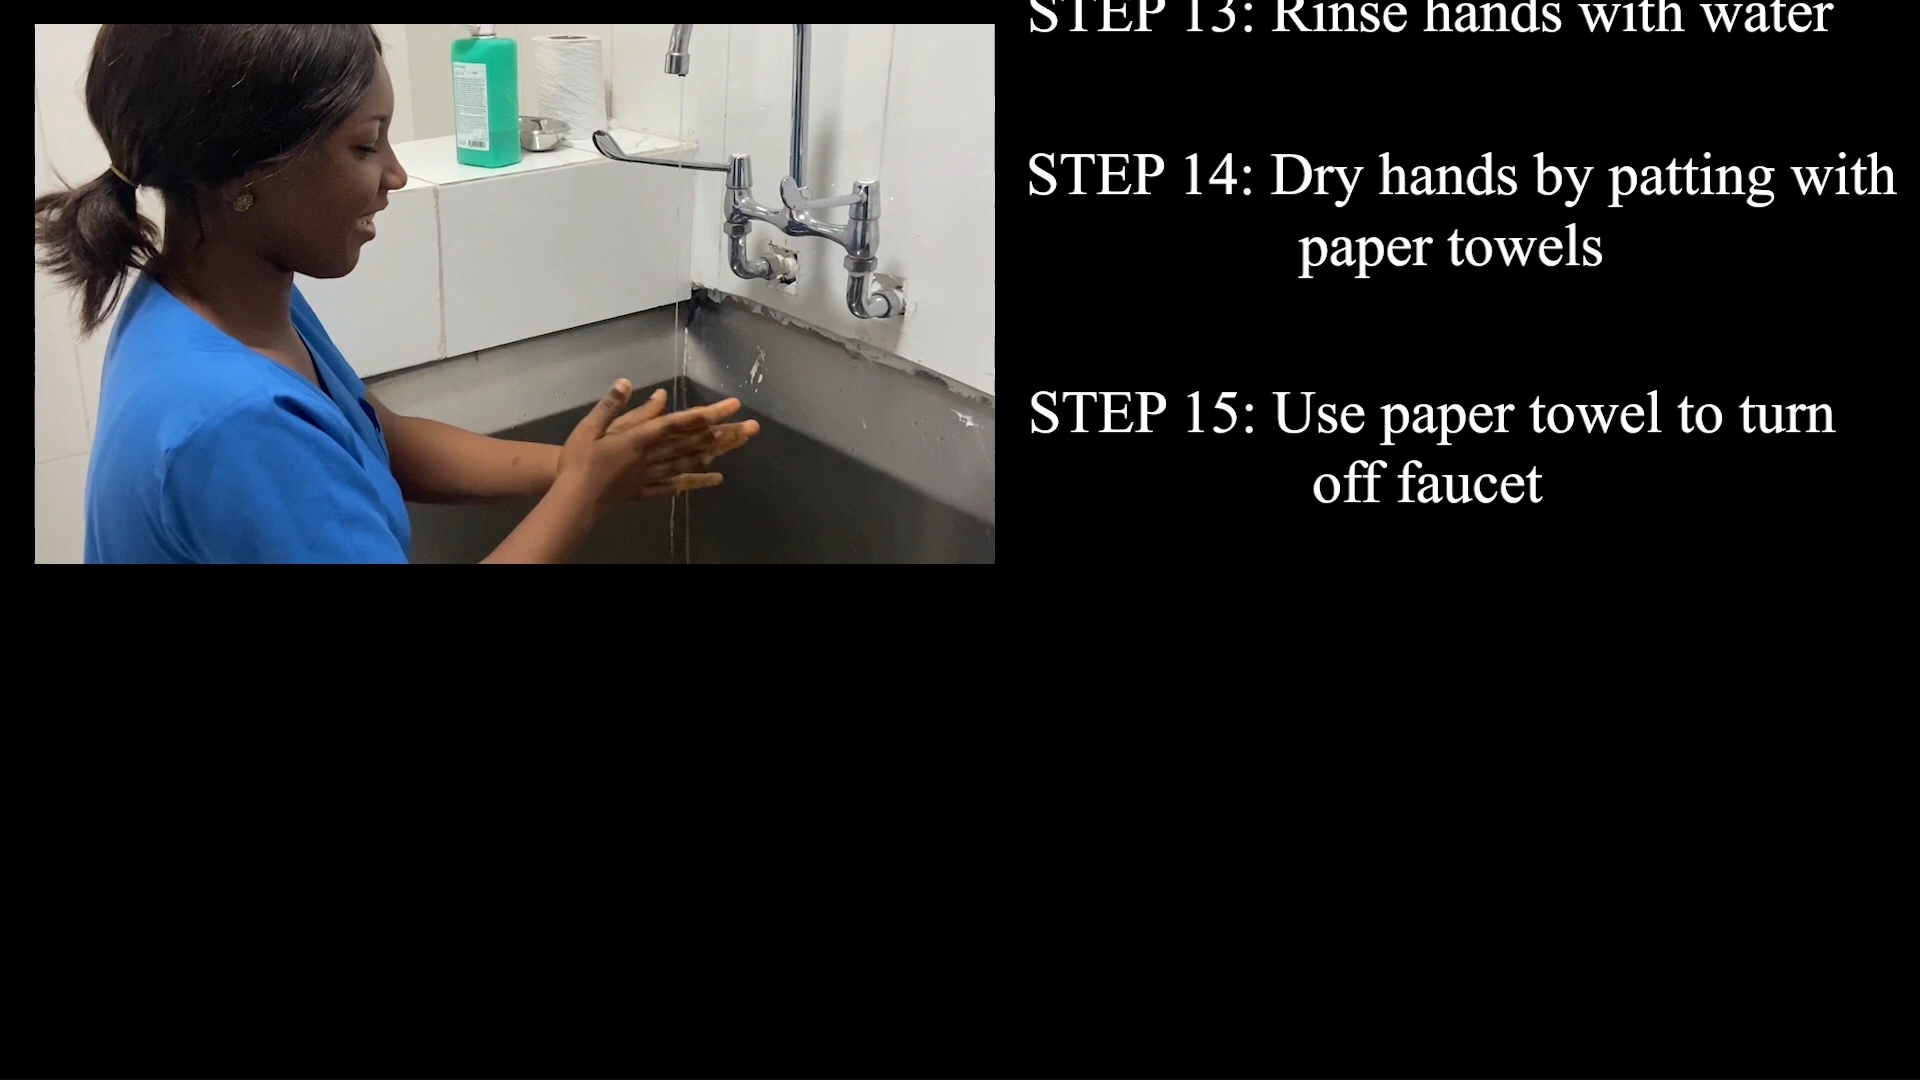 STEP 13: Rinse hands with water
STEP 14: Dry hands by patting with
paper towels
STEP 15: Use paper towel to turn
off faucet